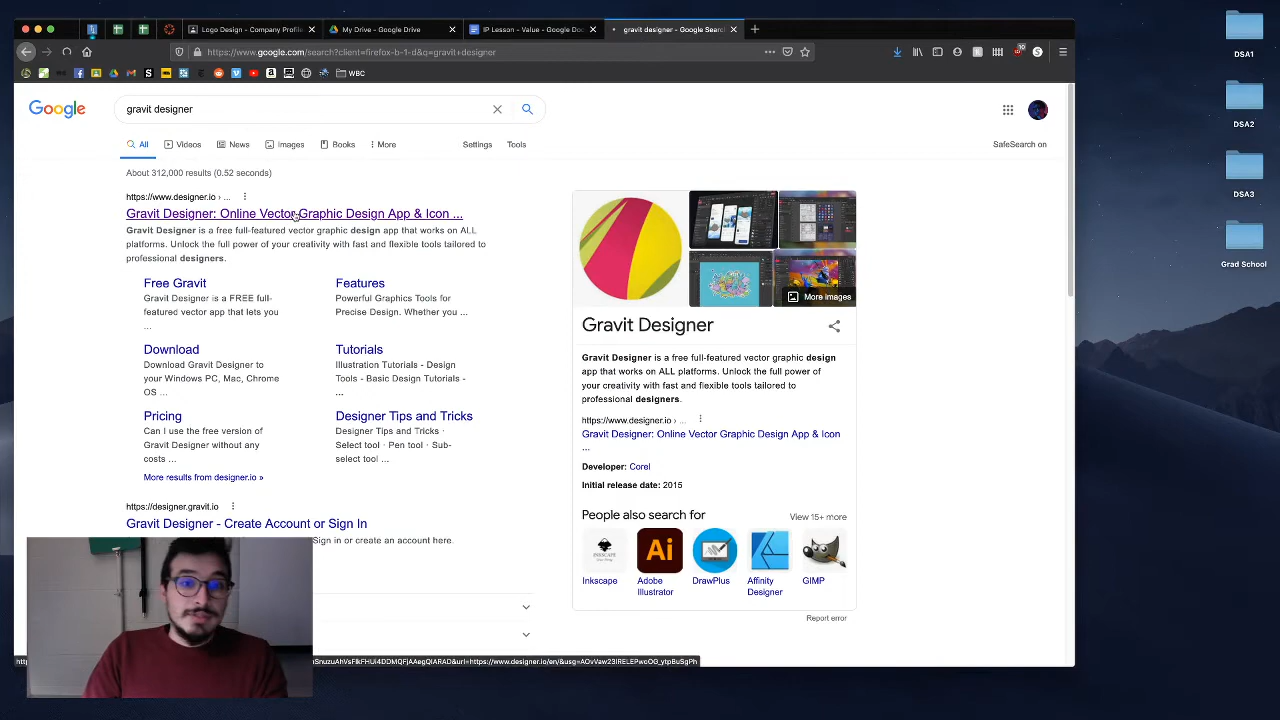 Logo Design - Company Profile
My Drive - Google Drive
IP Lesson - Value - Google Doc
gravit designer - Google Search
https://www.google.com/search?client=firefox-b-1-d&q=gravit+designer
WBC
10
Google
gravit designer
All
Videos
News
Images
Books
More
Settings
Tools
SafeSearch on
About 312,000 results (0.52 seconds)
https://www.designer.io › ...
Gravit Designer: Online Vector Graphic Design App & Icon ...
Gravit Designer is a free full-featured vector graphic design app that works on ALL
platforms. Unlock the full power of your creativity with fast and flexible tools tailored to
professional designers.
Free Gravit
Gravit Designer is a FREE full-
featured vector app that lets you
...
Features
Powerful Graphics Tools for
Precise Design. Whether you ...
Download
Download Gravit Designer to
your Windows PC, Mac, Chrome
OS ...
Tutorials
Illustration Tutorials - Design
Tools - Basic Design Tutorials -
...
Pricing
Can I use the free version of
Gravit Designer without any
costs ...
Designer Tips and Tricks
Designer Tips and Tricks ·
Select tool · Pen tool · Sub-
select tool ...
More results from designer.io »
https://designer.gravit.io
Gravit Designer - Create Account or Sign In
Sign in or create an account here.
More images
Gravit Designer
Gravit Designer is a free full-featured vector graphic design
app that works on ALL platforms. Unlock the full power of
your creativity with fast and flexible tools tailored to
professional designers.
https://www.designer.io › ...
Gravit Designer: Online Vector Graphic Design App & Icon
...
Developer: Corel
Initial release date: 2015
People also search for
View 15+ more
INKSCAPE
Ai
Inkscape
Adobe
Illustrator
DrawPlus
Affinity
Designer
GIMP
Report error
DSA1
DSA2
DSA3
Grad School